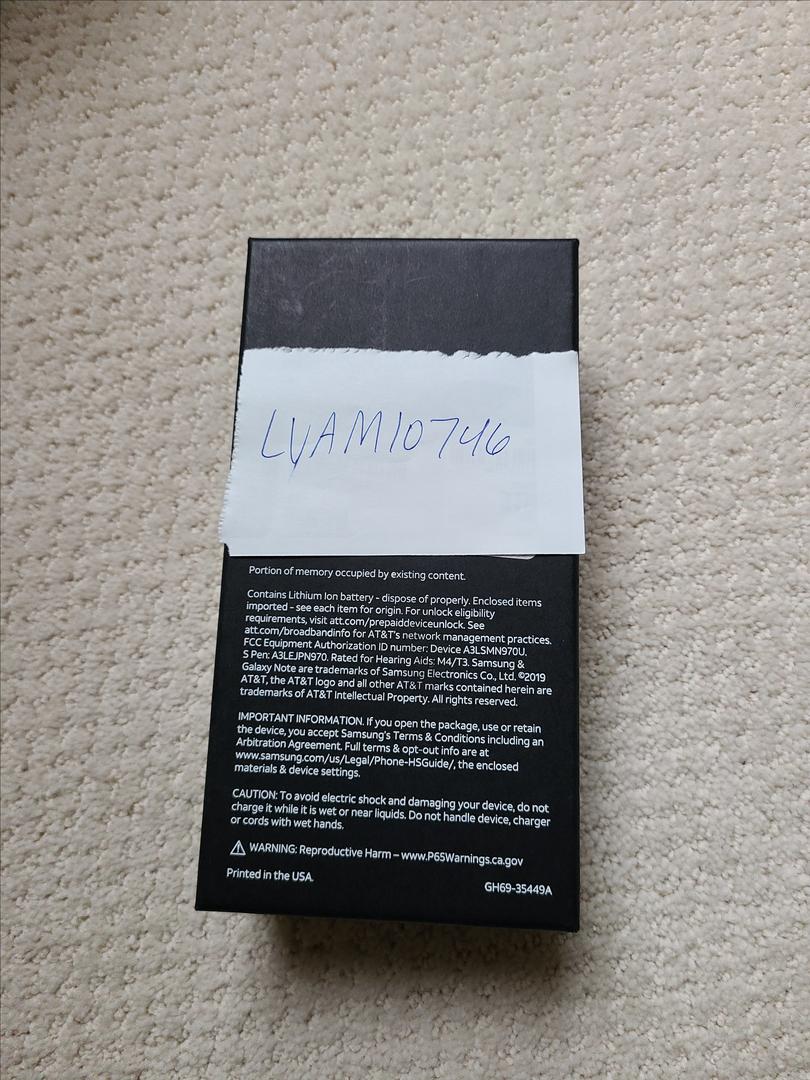 LYAM10746
Portion of memory occupied by existing content.
Contains Lithium Ion battery – dispose of properly. Enclosed items
imported – see each item for origin. For unlock eligibility
requirements, visit att.com/prepaiddeviceunlock. See
att.com/broadbandinfo for AT&T's network management practices.
FCC Equipment Authorization ID number: Device A3LSMN970U,
S Pen: A3LEJPN970. Rated for Hearing Aids: M4/T3. Samsung &
Galaxy Note are trademarks of Samsung Electronics Co., Ltd. ©2019
AT&T, the AT&T logo and all other AT&T marks contained herein are
trademarks of AT&T Intellectual Property. All rights reserved.
IMPORTANT INFORMATION. If you open the package, use or retain
the device, you accept Samsung's Terms & Conditions including an
Arbitration Agreement. Full terms & opt-out info are at
www.samsung.com/us/Legal/Phone-HSGuide/, the enclosed
materials & device settings.
CAUTION: To avoid electric shock and damaging your device, do not
charge it while it is wet or near liquids. Do not handle device, charger
or cords with wet hands.
WARNING: Reproductive Harm – www.P65Warnings.ca.gov
Printed in the USA.
GH69-35449A